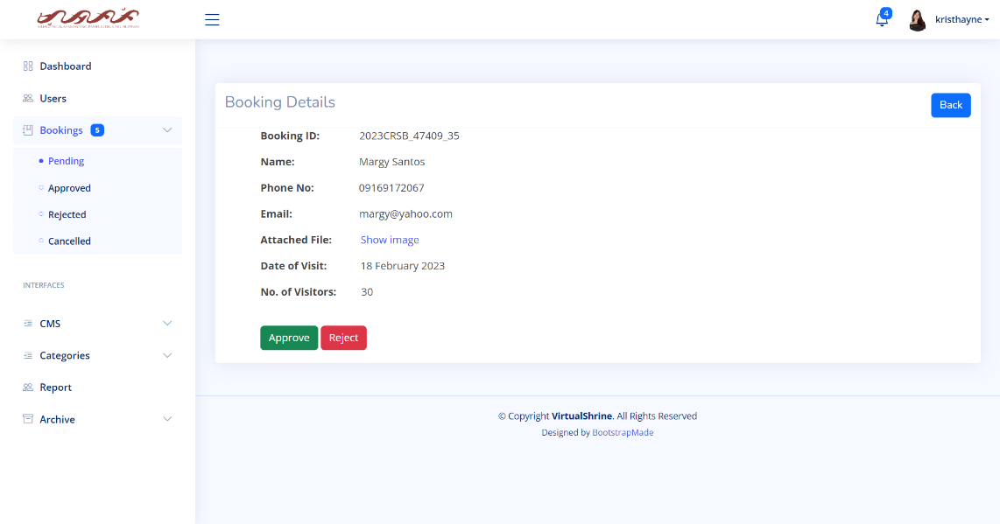 4
kristhayne
Dashboard
Users
Bookings 5
Pending
Approved
Rejected
Cancelled
INTERFACES
CMS
Categories
Report
Archive
Booking Details
Back
Booking ID: 2023CRSB_47409_35
Name: Margy Santos
Phone No: 09169172067
Email: margy@yahoo.com
Attached File: Show image
Date of Visit: 18 February 2023
No. of Visitors: 30
Approve Reject
© Copyright VirtualShrine. All Rights Reserved
Designed by BootstrapMade